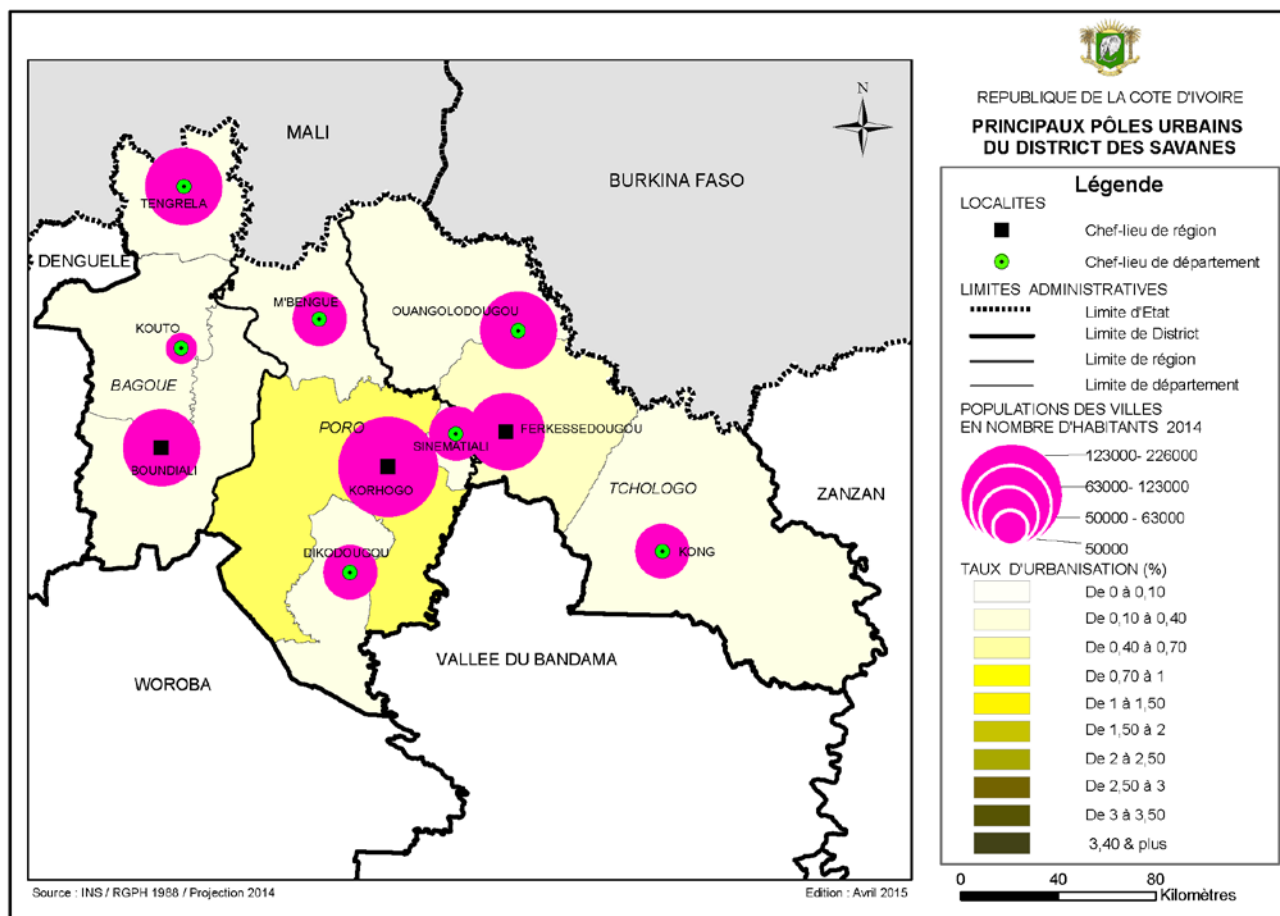 REPUBLIQUE DE LA COTE D'IVOIRE
PRINCIPAUX PÔLES URBAINS
DU DISTRICT DES SAVANES
N
MALI
BURKINA FASO
TENGRELA
DENGUELE
M'BENGUE
OUANGOLODOUGOU
KOUTO
BAGOUE
PORO
SINEMATIALI
FERKESSEDOUGOU
BOUNDIALI
KORHOGO
TCHOLOGO
ZANZAN
DIKODOUGOU
KONG
VALLEE DU BANDAMA
WOROBA
Source : INS / RGPH 1988 / Projection 2014
Edition : Avril 2015
Légende
LOCALITES
Chef-lieu de région
Chef-lieu de département
LIMITES ADMINISTRATIVES
Limite d'Etat
Limite de District
Limite de région
Limite de département
POPULATIONS DES VILLES
EN NOMBRE D'HABITANTS 2014
123000- 226000
63000- 123000
50000 - 63000
50000
TAUX D'URBANISATION (%)
De 0 à 0,10
De 0,10 à 0,40
De 0,40 à 0,70
De 0,70 à 1
De 1 à 1,50
De 1,50 à 2
De 2 à 2,50
De 2,50 à 3
De 3 à 3,50
3,40 & plus
0 40 80
Kilomètres